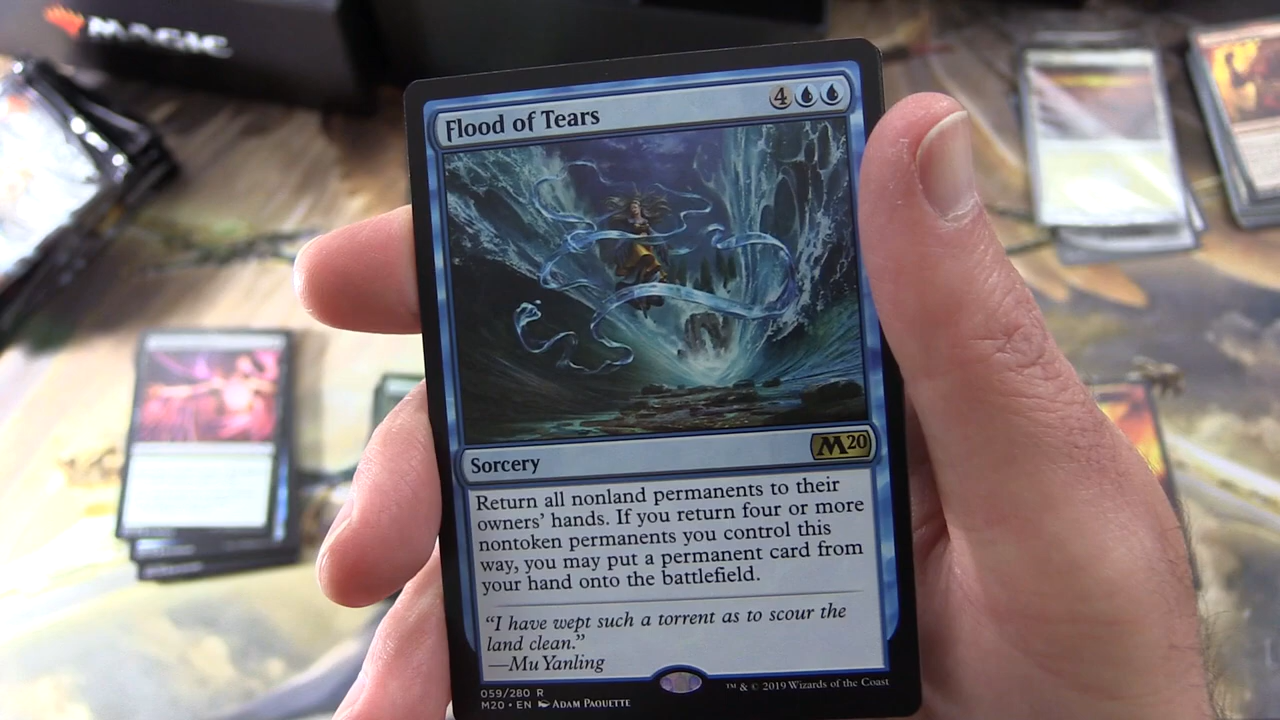 MAGIC
Flood of Tears 4
Sorcery M20
Return all nonland permanents to their
owners' hands. If you return four or more
nontoken permanents you control this
way, you may put a permanent card from
your hand onto the battlefield.
"I have wept such a torrent as to scour the
land clean."
—Mu Yanling
059/280 R
M20 • EN ADAM PAQUETTE
™ & © 2019 Wizards of the Coast